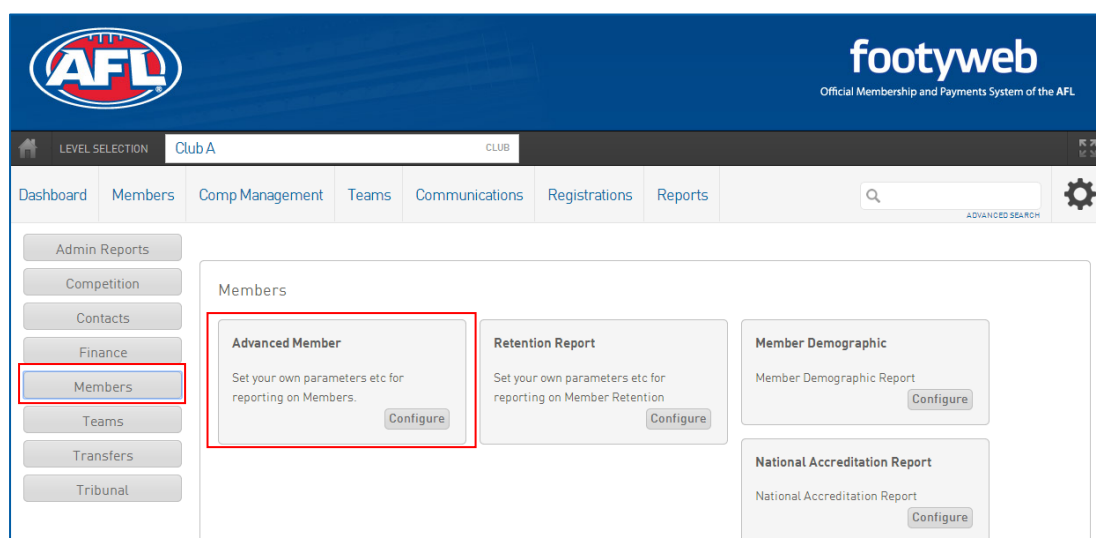 AFL
footyweb
Official Membership and Payments System of the AFL
LEVEL SELECTION Club A CLUB
Dashboard Members Comp Management Teams Communications Registrations Reports
ADVANCED SEARCH
Admin Reports
Competition
Contacts
Finance
Members
Teams
Transfers
Tribunal
Members
Advanced Member
Set your own parameters etc for
reporting on Members.
Configure
Retention Report
Set your own parameters etc for
reporting on Member Retention
Configure
Member Demographic
Member Demographic Report
Configure
National Accreditation Report
National Accreditation Report
Configure